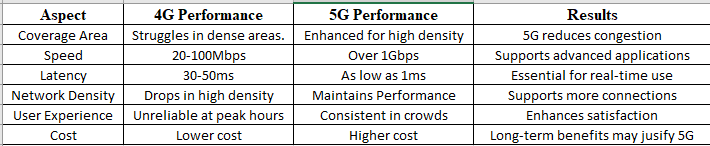 Aspect 4G Performance 5G Performance Results
Coverage Area Struggles in dense areas. Enhanced for high density 5G reduces congestion
Speed 20-100Mbps Over 1Gbps Supports advanced applications
Latency 30-50ms As low as 1ms Essential for real-time use
Network Density Drops in high density Maintains Performance Supports more connections
User Experience Unreliable at peak hours Consistent in crowds Enhances satisfaction
Cost Lower cost Higher cost Long-term benefits may jusify 5G